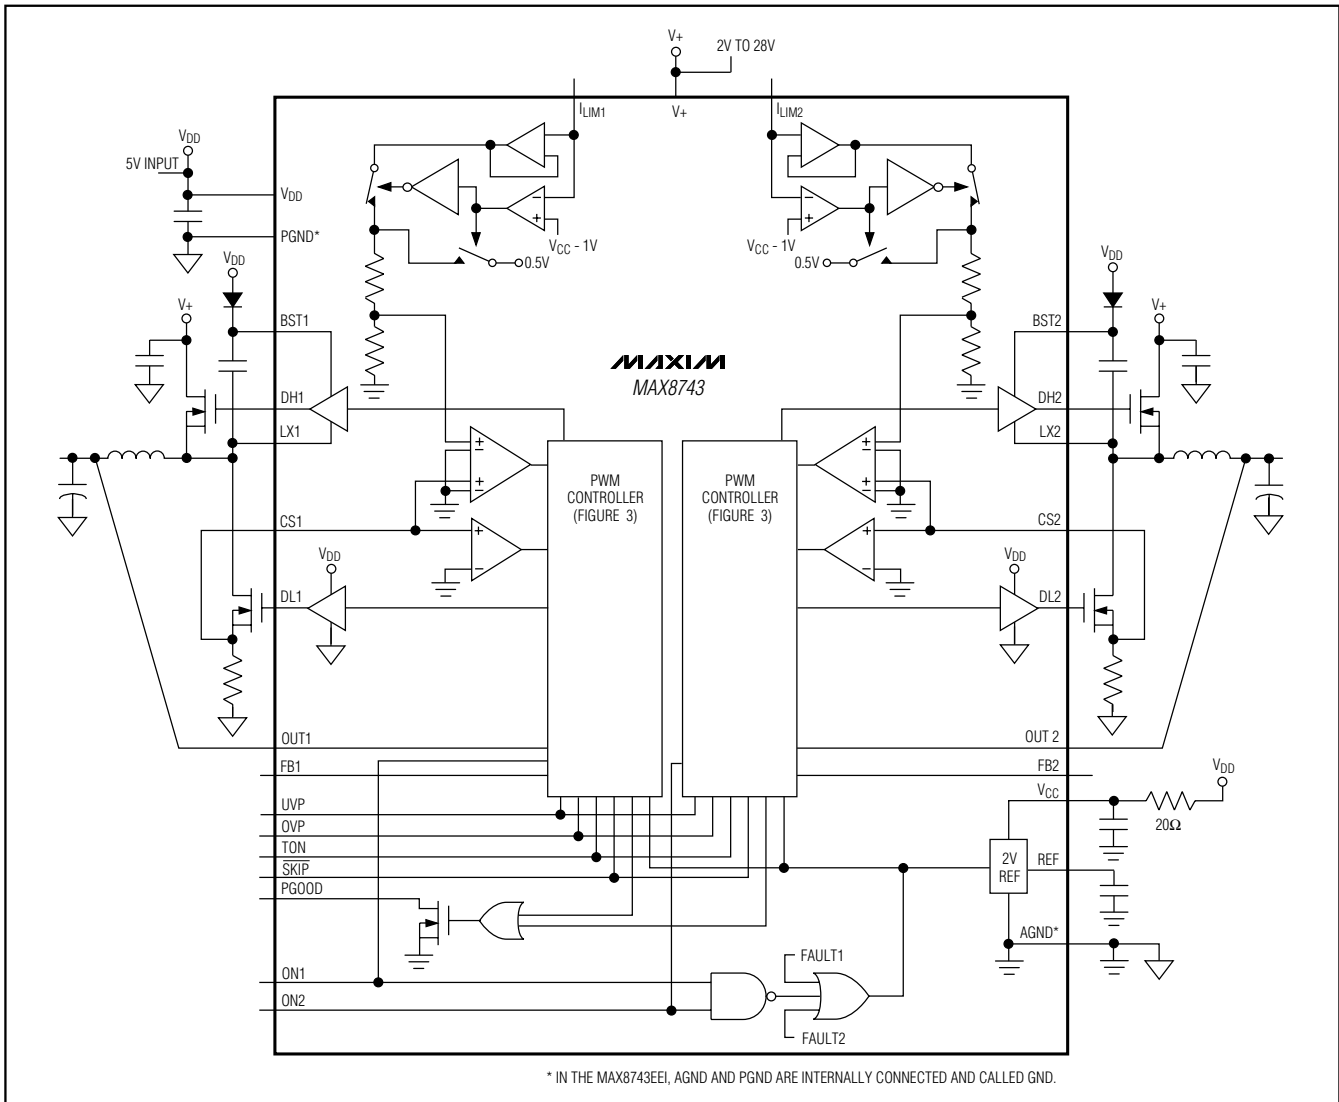 V+
2V TO 28V
ILIM1
V+
ILIM2
VDD
5V INPUT
VDD
PGND*
−
+
VCC - 1V
0.5V
−
+
VCC - 1V
0.5V
VDD
V+
BST1
VDD
V+
BST2
MAXIM
MAX8743
DH1
LX1
DH2
LX2
+
−
+
−
PWM
CONTROLLER
(FIGURE 3)
PWM
CONTROLLER
(FIGURE 3)
+
−
+
−
CS1
+
−
CS2
+
−
VDD
DL1
VDD
DL2
OUT1
OUT 2
FB1
FB2
VDD
VCC
20Ω
UVP
OVP
TON
SKIP
PGOOD
2V
REF
REF
AGND*
FAULT1
ON1
ON2
FAULT2
* IN THE MAX8743EEI, AGND AND PGND ARE INTERNALLY CONNECTED AND CALLED GND.